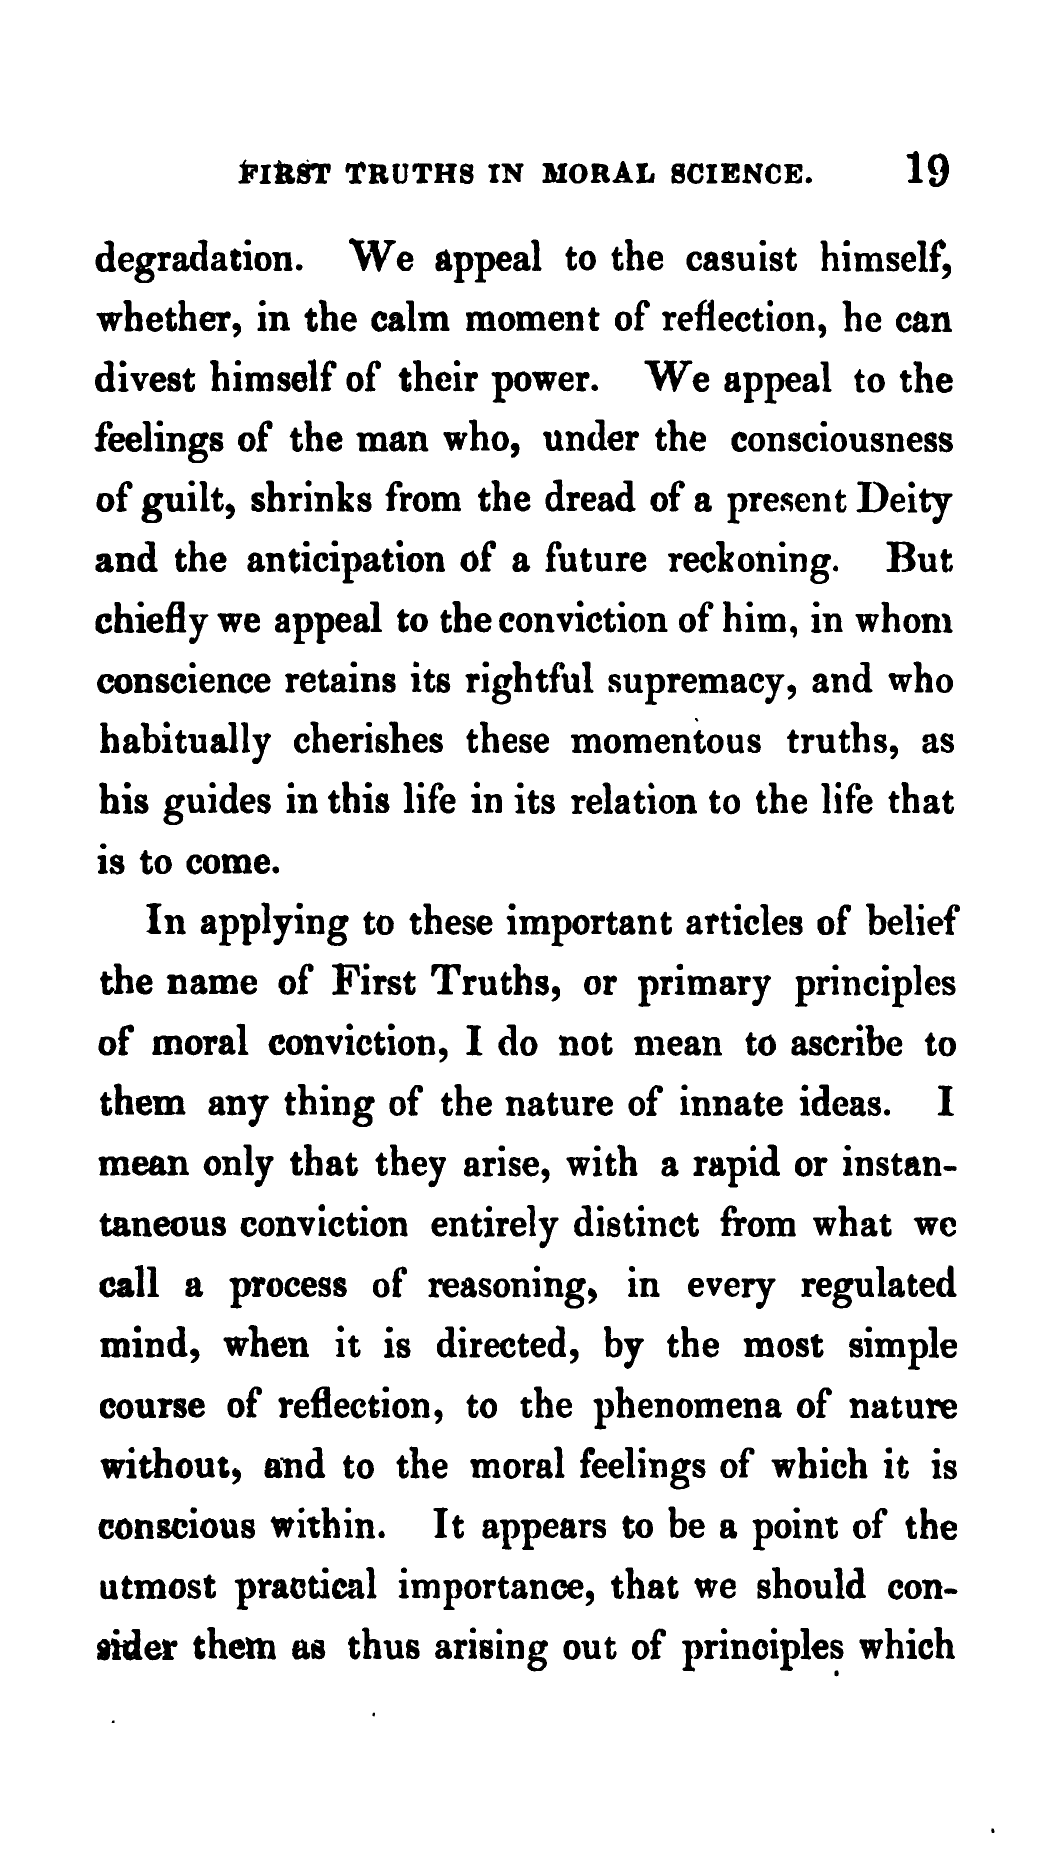 FIRST TRUTHS IN MORAL SCIENCE. 19
degradation. We appeal to the casuist himself,
whether, in the calm moment of reflection, he can
divest himself of their power. We appeal to the
feelings of the man who, under the consciousness
of guilt, shrinks from the dread of a present Deity
and the anticipation of a future reckoning. But
chiefly we appeal to the conviction of him, in whom
conscience retains its rightful supremacy, and who
habitually cherishes these momentous truths, as
his guides in this life in its relation to the life that
is to come.
In applying to these important articles of belief
the name of First Truths, or primary principles
of moral conviction, I do not mean to ascribe to
them any thing of the nature of innate ideas. I
mean only that they arise, with a rapid or instan-
taneous conviction entirely distinct from what we
call a process of reasoning, in every regulated
mind, when it is directed, by the most simple
course of reflection, to the phenomena of nature
without, and to the moral feelings of which it is
conscious within. It appears to be a point of the
utmost practical importance, that we should con-
sider them as thus arising out of principles which